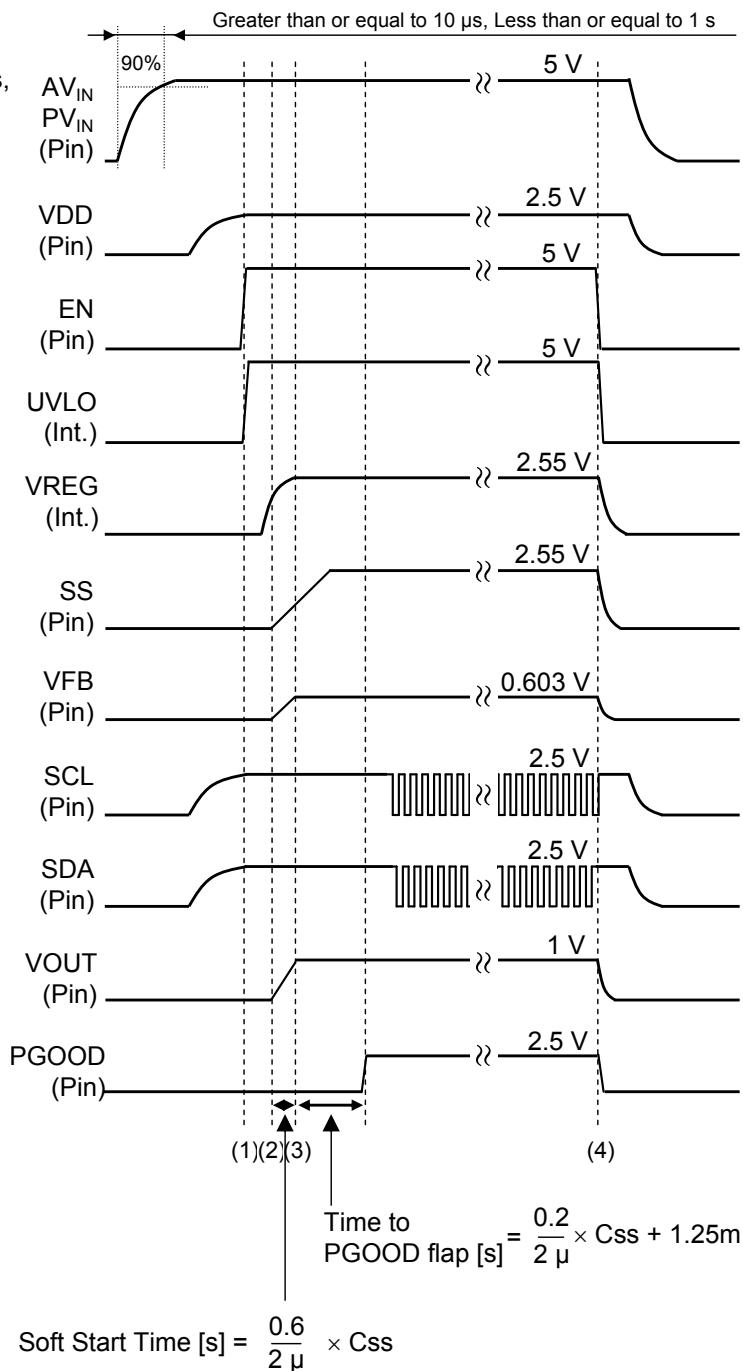 Greater than or equal to 10 µs, Less than or equal to 1 s
90%
s,
AVIN
PVIN
(Pin)
5 V
VDD
(Pin)
2.5 V
EN
(Pin)
5 V
UVLO
(Int.)
5 V
VREG
(Int.)
2.55 V
SS
(Pin)
2.55 V
VFB
(Pin)
0.603 V
SCL
(Pin)
2.5 V
SDA
(Pin)
2.5 V
VOUT
(Pin)
1 V
PGOOD
(Pin)
2.5 V
(1)(2)(3) (4)
Time to
PGOOD flap [s] = 0.2 / 2 µ × Css + 1.25m
Soft Start Time [s] = 0.6 / 2 µ × Css